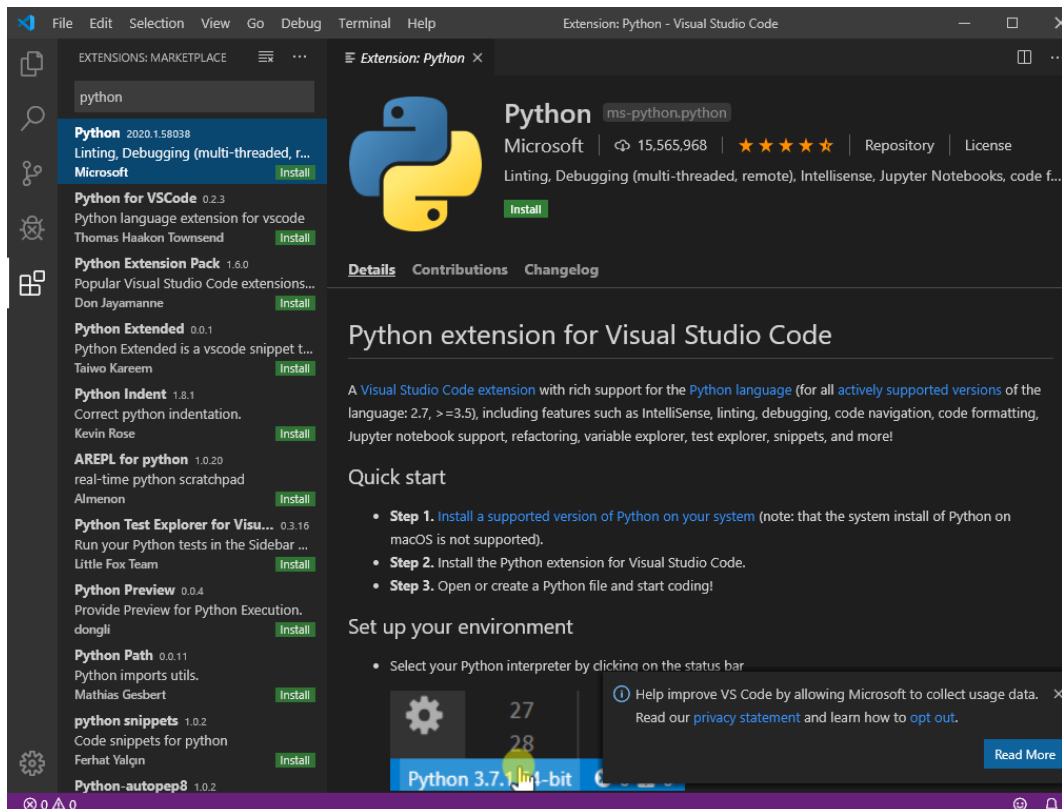 File Edit Selection View Go Debug Terminal Help Extension: Python - Visual Studio Code
EXTENSIONS: MARKETPLACE
python
Python 2020.1.58038
Linting, Debugging (multi-threaded, r...
Microsoft Install
Python for VSCode 0.2.3
Python language extension for vscode
Thomas Haakon Townsend Install
Python Extension Pack 1.6.0
Popular Visual Studio Code extensions...
Don Jayamanne Install
Python Extended 0.0.1
Python Extended is a vscode snippet t...
Taiwo Kareem Install
Python Indent 1.8.1
Correct python indentation.
Kevin Rose Install
AREPL for python 1.0.20
real-time python scratchpad
Almenon Install
Python Test Explorer for Visu... 0.3.16
Run your Python tests in the Sidebar ...
Little Fox Team Install
Python Preview 0.0.4
Provide Preview for Python Execution.
dongli Install
Python Path 0.0.11
Python imports utils.
Mathias Gesbert Install
python snippets 1.0.2
Code snippets for python
Ferhat Yalçın Install
Python-autopep8 1.0.2
0 0
Extension: Python
Python ms-python.python
Microsoft 15,565,968 Repository License
Linting, Debugging (multi-threaded, remote), Intellisense, Jupyter Notebooks, code f...
Install
Details Contributions Changelog
Python extension for Visual Studio Code
A Visual Studio Code extension with rich support for the Python language (for all actively supported versions of the
language: 2.7, >=3.5), including features such as IntelliSense, linting, debugging, code navigation, code formatting,
Jupyter notebook support, refactoring, variable explorer, test explorer, snippets, and more!
Quick start
Step 1. Install a supported version of Python on your system (note: that the system install of Python on
macOS is not supported).
Step 2. Install the Python extension for Visual Studio Code.
Step 3. Open or create a Python file and start coding!
Set up your environment
Select your Python interpreter by clicking on the status bar
27
28
Python 3.7.1 -bit
Help improve VS Code by allowing Microsoft to collect usage data.
Read our privacy statement and learn how to opt out.
Read More